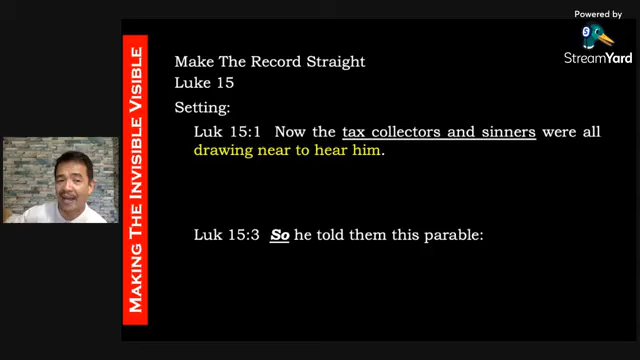 Powered by
StreamYard
MAKING THE INVISIBLE VISIBLE
Make The Record Straight
Luke 15
Setting:
Luk 15:1 Now the tax collectors and sinners were all
drawing near to hear him.
Luk 15:3 So he told them this parable: